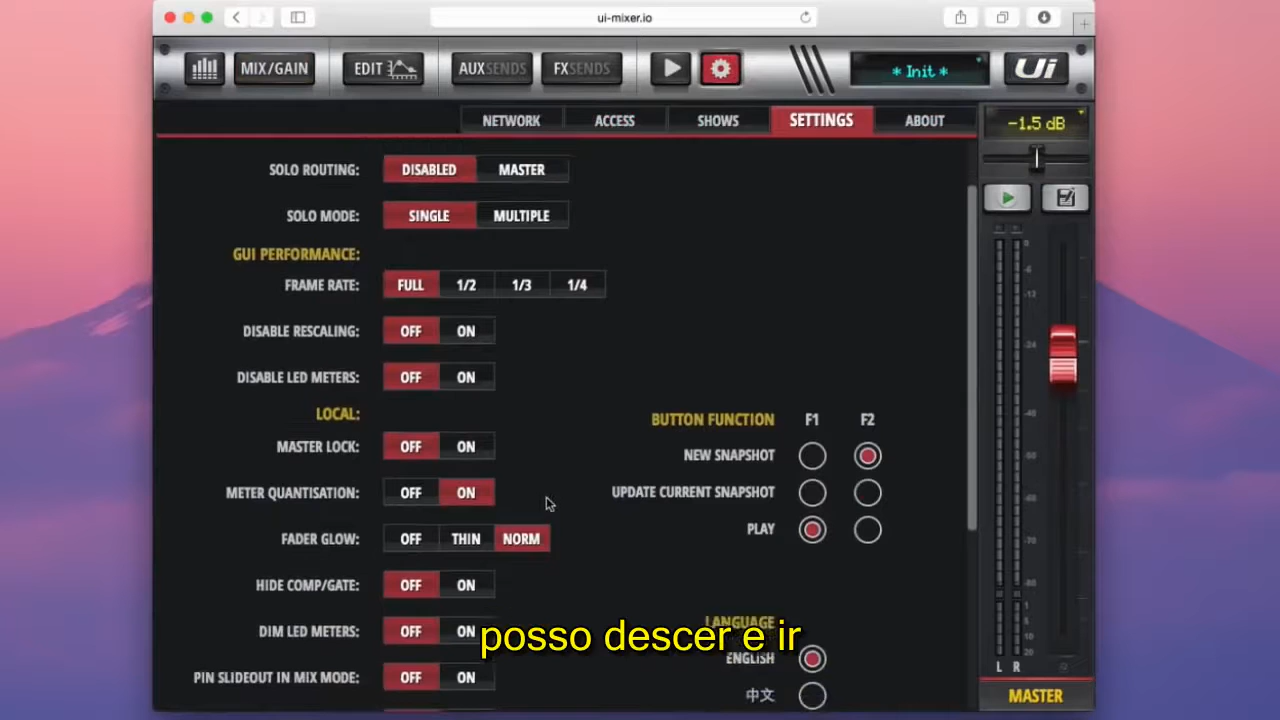 ui-mixer.io
MIX/GAIN EDIT AUXSENDS FXSENDS * Init * Ui
NETWORK ACCESS SHOWS SETTINGS ABOUT
-1.5 dB
SOLO ROUTING: DISABLED MASTER
SOLO MODE: SINGLE MULTIPLE
GUI PERFORMANCE:
FRAME RATE: FULL 1/2 1/3 1/4
DISABLE RESCALING: OFF ON
DISABLE LED METERS: OFF ON
LOCAL:
MASTER LOCK: OFF ON
METER QUANTISATION: OFF ON
FADER GLOW: OFF THIN NORM
HIDE COMP/GATE: OFF ON
DIM LED METERS: OFF ON
PIN SLIDEOUT IN MIX MODE: OFF ON
BUTTON FUNCTION F1 F2
NEW SNAPSHOT
UPDATE CURRENT SNAPSHOT
PLAY
LANGUAGE
ENGLISH
中文
posso descer e ir
L R
MASTER